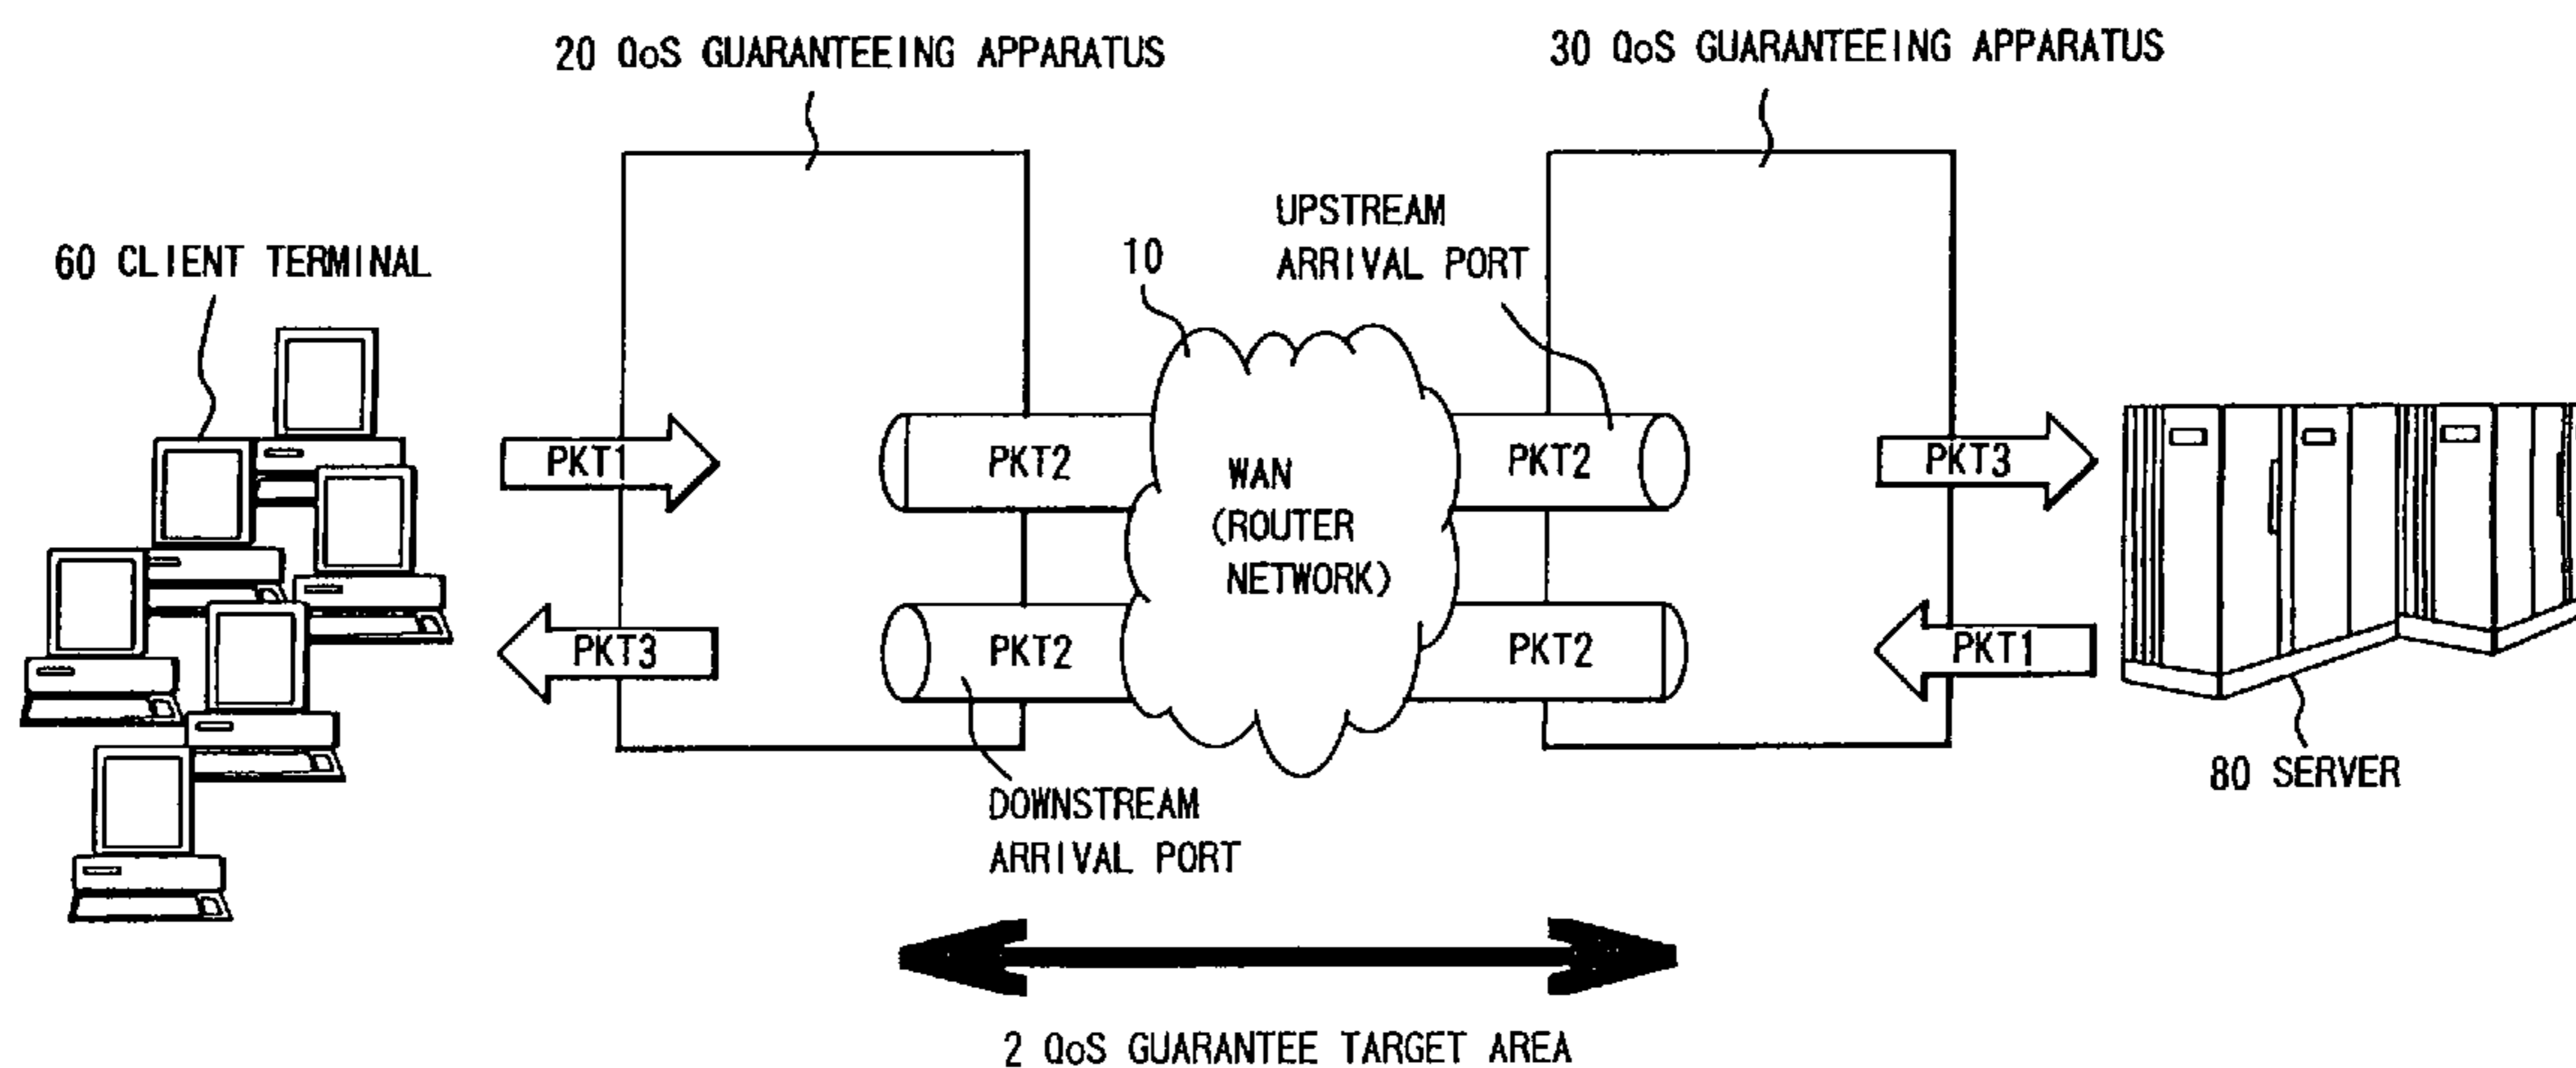 20 QoS GUARANTEEING APPARATUS
30 QoS GUARANTEEING APPARATUS
UPSTREAM
ARRIVAL PORT
10
60 CLIENT TERMINAL
PKT1
PKT2
WAN
(ROUTER
NETWORK)
PKT2
PKT3
PKT3
PKT2
PKT2
PKT1
80 SERVER
DOWNSTREAM
ARRIVAL PORT
2 QoS GUARANTEE TARGET AREA